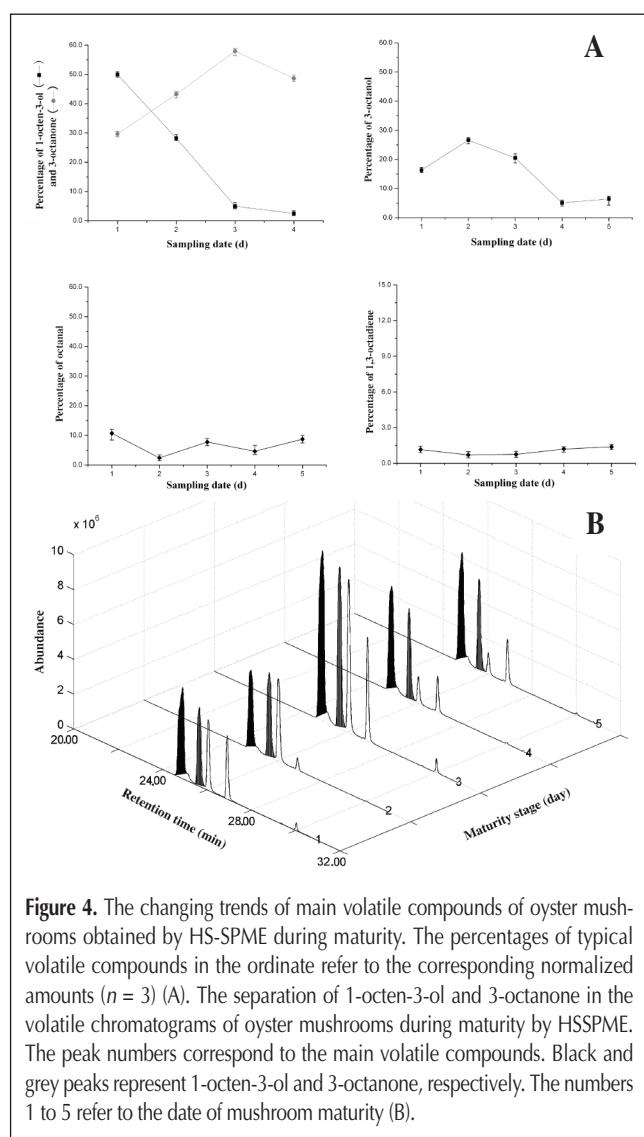 A
Percentage of 1-octen-3-ol (—■—)
and 3-octanone (—●—)
60.0
50.0
40.0
30.0
20.0
10.0
0.0
1
2
3
4
Sampling date (d)
Percentage of 3-octanol
60.0
50.0
40.0
30.0
20.0
10.0
0.0
1
2
3
4
5
Sampling date (d)
Percentage of octanal
60.0
50.0
40.0
30.0
20.0
10.0
0.0
1
2
3
4
5
Sampling date (d)
Percentage of 1,3-octadiene
15.0
12.0
9.0
6.0
3.0
0.0
1
2
3
4
5
Sampling date (d)
B
x 10⁶
10
8
6
4
2
0
Abundance
20.00
24.00
28.00
32.00
Retention time (min)
1
2
3
4
5
Maturity stage (day)
Figure 4. The changing trends of main volatile compounds of oyster mush-
rooms obtained by HS-SPME during maturity. The percentages of typical
volatile compounds in the ordinate refer to the corresponding normalized
amounts (n = 3) (A). The separation of 1-octen-3-ol and 3-octanone in the
volatile chromatograms of oyster mushrooms during maturity by HSSPME.
The peak numbers correspond to the main volatile compounds. Black and
grey peaks represent 1-octen-3-ol and 3-octanone, respectively. The numbers
1 to 5 refer to the date of mushroom maturity (B).